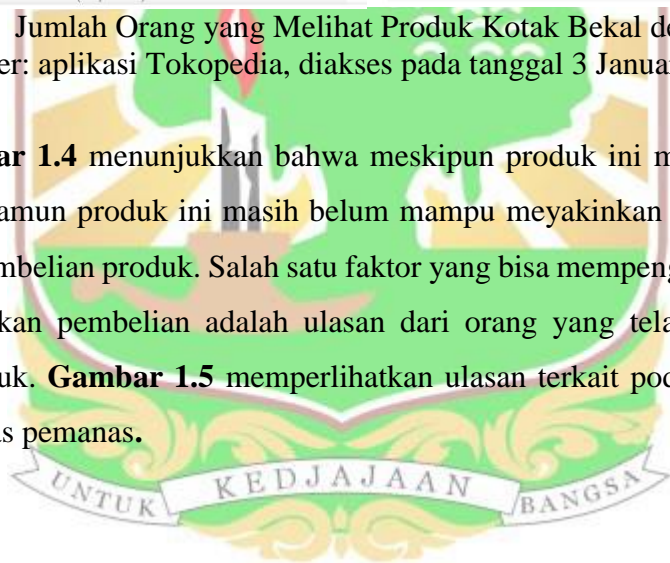 Jumlah Orang yang Melihat Produk Kotak Bekal de
er: aplikasi Tokopedia, diakses pada tanggal 3 Januar
ar 1.4 menunjukkan bahwa meskipun produk ini m
amun produk ini masih belum mampu meyakinkan
mbelian produk. Salah satu faktor yang bisa mempeng
kan pembelian adalah ulasan dari orang yang tela
uk. Gambar 1.5 memperlihatkan ulasan terkait pod
as pemanas.
UNTUK KEDJAJAAN BANGSA